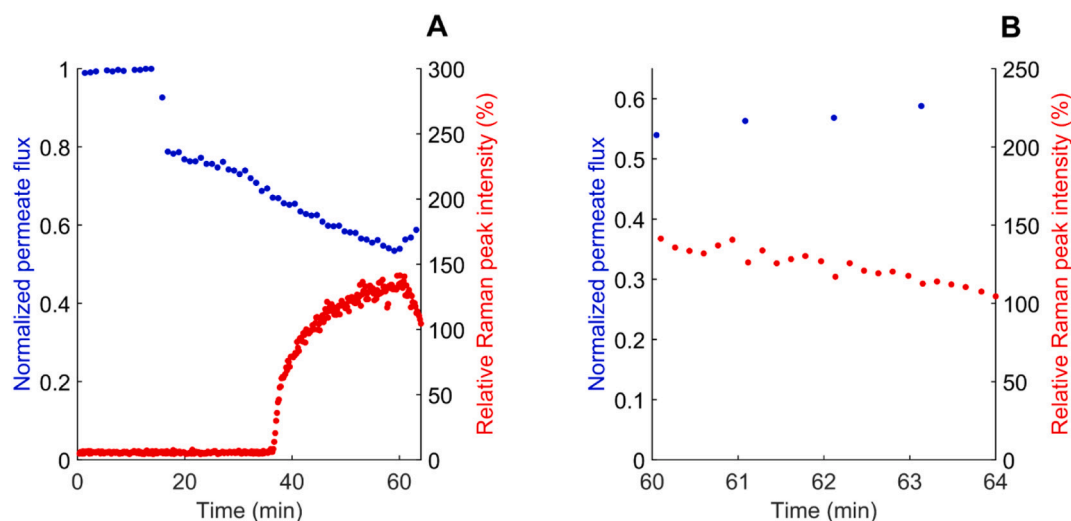 A
1
0.8
0.6
0.4
0.2
0
Normalized permeate flux
300
250
200
150
100
50
0
Relative Raman peak intensity (%)
0 20 40 60
Time (min)
B
0.6
0.5
0.4
0.3
0.2
0.1
0
Normalized permeate flux
250
200
150
100
50
0
Relative Raman peak intensity (%)
60 61 62 63 64
Time (min)